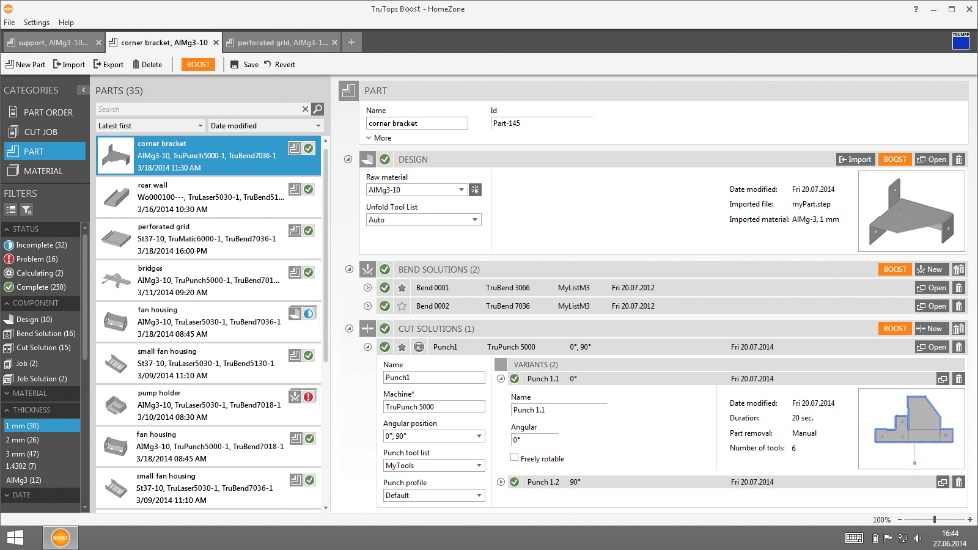 BOOST
TruTops Boost - HomeZone
File Settings Help
support, AlMg3-10... corner bracket, AlMg3-10 perforated grid, AlMg3-1...
TRUMPF
New Part Import Export Delete BOOST Save Revert
CATEGORIES
PART ORDER
CUT JOB
PART
MATERIAL
FILTERS
STATUS
Incomplete (32)
Problem (16)
Calculating (2)
Complete (250)
COMPONENT
Design (10)
Bend Solution (16)
Cut Solution (15)
Job (2)
Job Solution (2)
MATERIAL
THICKNESS
1 mm (30)
2 mm (26)
3 mm (47)
1.4302 (7)
AlMg3 (12)
DATE
PARTS (35)
Search
Latest first Date modified
corner bracket
AlMg3-10, TruPunch5000-1, TruBend7036-1
3/18/2014 11:30 AM
rear wall
Wo000100---, TruLaser5030-1, TruBend51...
3/16/2014 10:30 AM
perforated grid
St37-10, TruMatic6000-1, TruBend7036-1
3/18/2014 16:00 PM
bridges
AlMg3-10, TruPunch5000-1, TruBend701...
3/11/2014 09:20 AM
fan housing
AlMg3-10, TruLaser5030-1, TruBend7036-1
3/18/2014 08:45 AM
small fan housing
St37-10, TruLaser5030-1, TruBend5130-1
3/09/2014 11:10 AM
pump holder
AlMg3-10, TruLaser5030-1, TruBend7018-1
3/10/2014 08:30 AM
fan housing
AlMg3-10, TruPunch5000-1, TruBend7018-1
3/18/2014 08:45 AM
small fan housing
St37-10, TruLaser5030-1, TruBend7036-1
3/09/2014 11:10 AM
PART
Name Id
corner bracket Part-145
More
DESIGN Import BOOST Open
Raw material
AlMg3-10
Unfold Tool List
Auto
Date modified: Fri 20.07.2014
Imported file: myPart.step
Imported material: AlMg-3, 1 mm
BEND SOLUTIONS (2) BOOST New
Bend 0001 TruBend 3066 MyListM3 Fri 20.07.2012 Open
Bend 0002 TruBend 7036 MyListM3 Fri 20.07.2012 Open
CUT SOLUTIONS (1) BOOST New
Punch1 TruPunch 5000 0°, 90° Fri 20.07.2014 Open
Name
Punch1
Machine*
TruPunch 5000
Angular position
0°, 90°
Punch tool list
MyTools
Punch profile
Default
VARIANTS (2)
Punch 1.1 0° Fri 20.07.2014
Name
Punch 1.1
Angular
0°
Freely rotable
Date modified: Fri 20.07.2014
Duration: 20 sec.
Part removal: Manual
Number of tools: 6
Punch 1.2 90° Fri 20.07.2014
100%
BOOST
16:44
27.06.2014